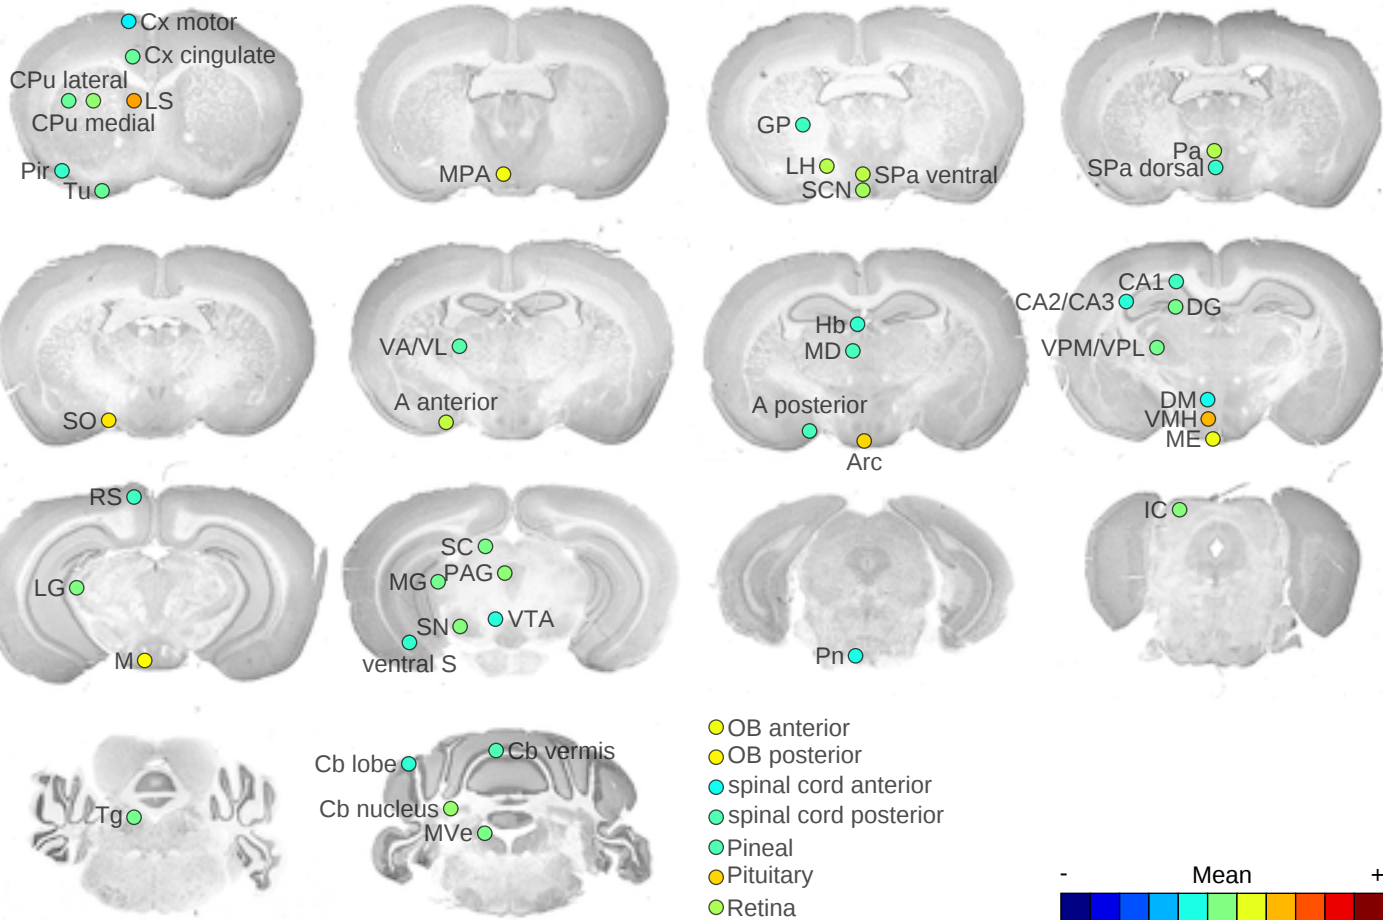 Cx motor
Cx cingulate
CPu lateral
LS
CPu medial
Pir
Tu
MPA
GP
LH
SPa ventral
SCN
Pa
SPa dorsal
SO
VA/VL
A anterior
Hb
MD
A posterior
Arc
CA1
CA2/CA3
DG
VPM/VPL
DM
VMH
ME
RS
LG
M
SC
PAG
MG
SN
VTA
ventral S
Pn
IC
Tg
Cb lobe
Cb vermis
Cb nucleus
MVe
OB anterior
OB posterior
spinal cord anterior
spinal cord posterior
Pineal
Pituitary
Retina
- Mean +